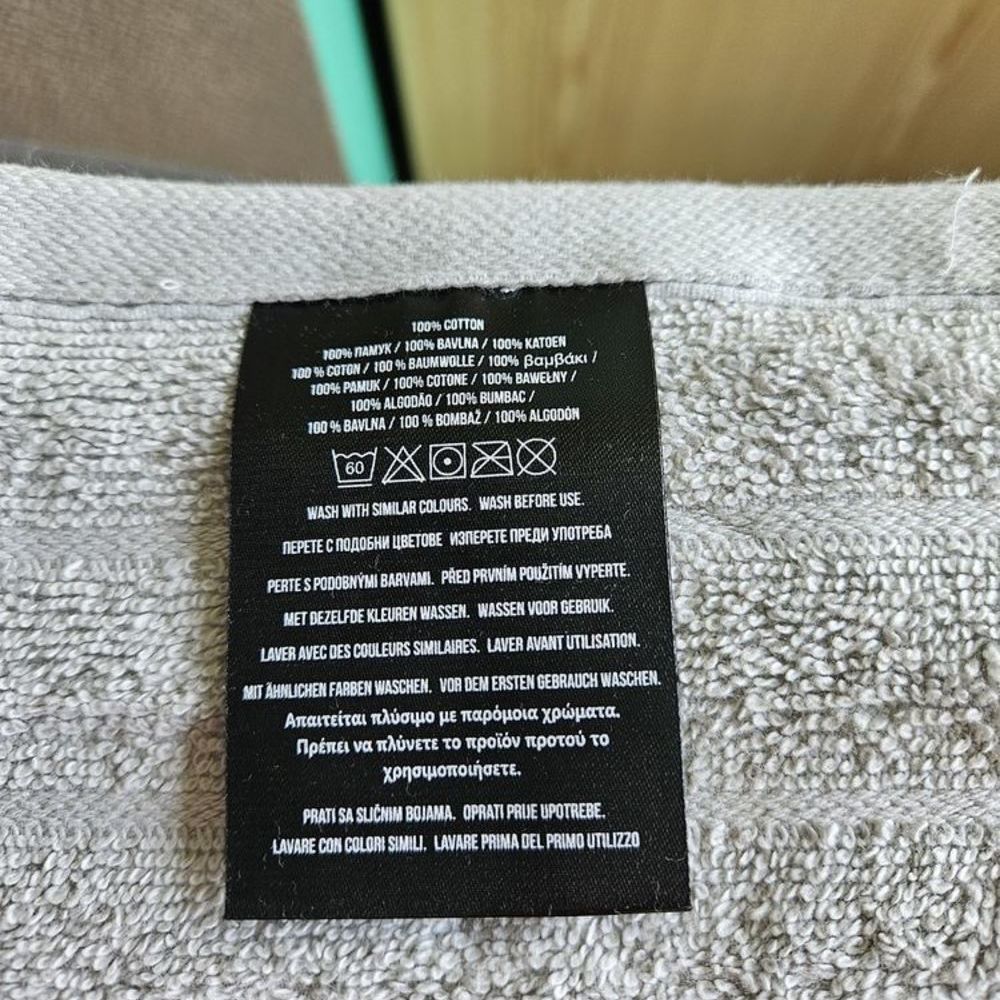 100% COTTON
100% ПАМУК / 100% BAVLNA / 100% KATOEN
100 % COTON / 100 % BAUMWOLLE / 100% βαμβάκι /
100% PAMUK / 100% COTONE / 100% BAWEŁNY /
100% ALGODÃO / 100% BUMBAC /
100 % BAVLNA / 100 % BOMBAŽ / 100% ALGODÓN
60
WASH WITH SIMILAR COLOURS. WASH BEFORE USE.
ПЕРЕТЕ С ПОДОБНИ ЦВЕТОВЕ ИЗПЕРЕТЕ ПРЕДИ УПОТРЕБА
PERTE S PODOBNÝMI BARVAMI. PŘED PRVNÍM POUŽITÍM VYPERTE.
MET DEZELFDE KLEUREN WASSEN. WASSEN VOOR GEBRUIK.
LAVER AVEC DES COULEURS SIMILAIRES. LAVER AVANT UTILISATION.
MIT ÄHNLICHEN FARBEN WASCHEN. VOR DEM ERSTEN GEBRAUCH WASCHEN.
Απαιτείται πλύσιμο με παρόμοια χρώματα.
Πρέπει να πλύνετε το προϊόν προτού το
χρησιμοποιήσετε.
PRATI SA SLIČNIM BOJAMA. OPRATI PRIJE UPOTREBE.
LAVARE CON COLORI SIMILI. LAVARE PRIMA DEL PRIMO UTILIZZO